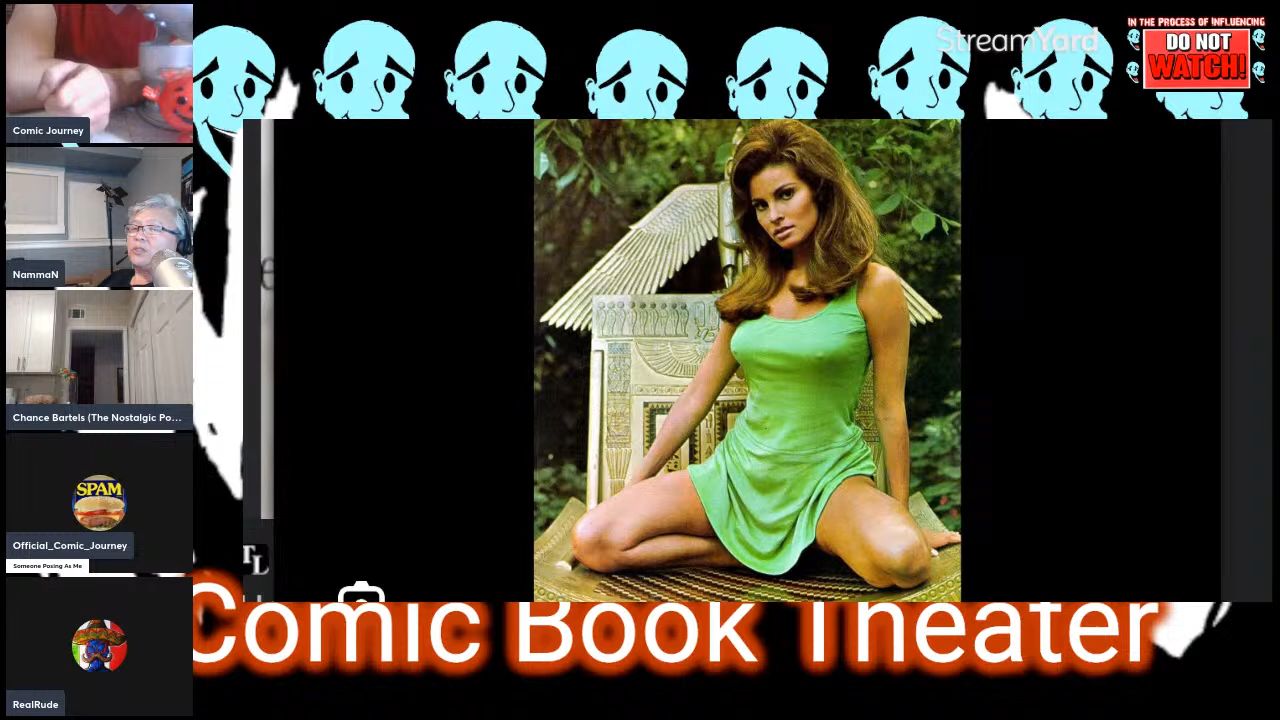 Comic Journey
NammaN
Chance Bartels (The Nostalgic Po...
SPAM
Official_Comic_Journey
Someone Posing As Me
RealRude
StreamYard
IN THE PROCESS OF INFLUENCING
DO NOT
WATCH!
TL
Comic Book Theater